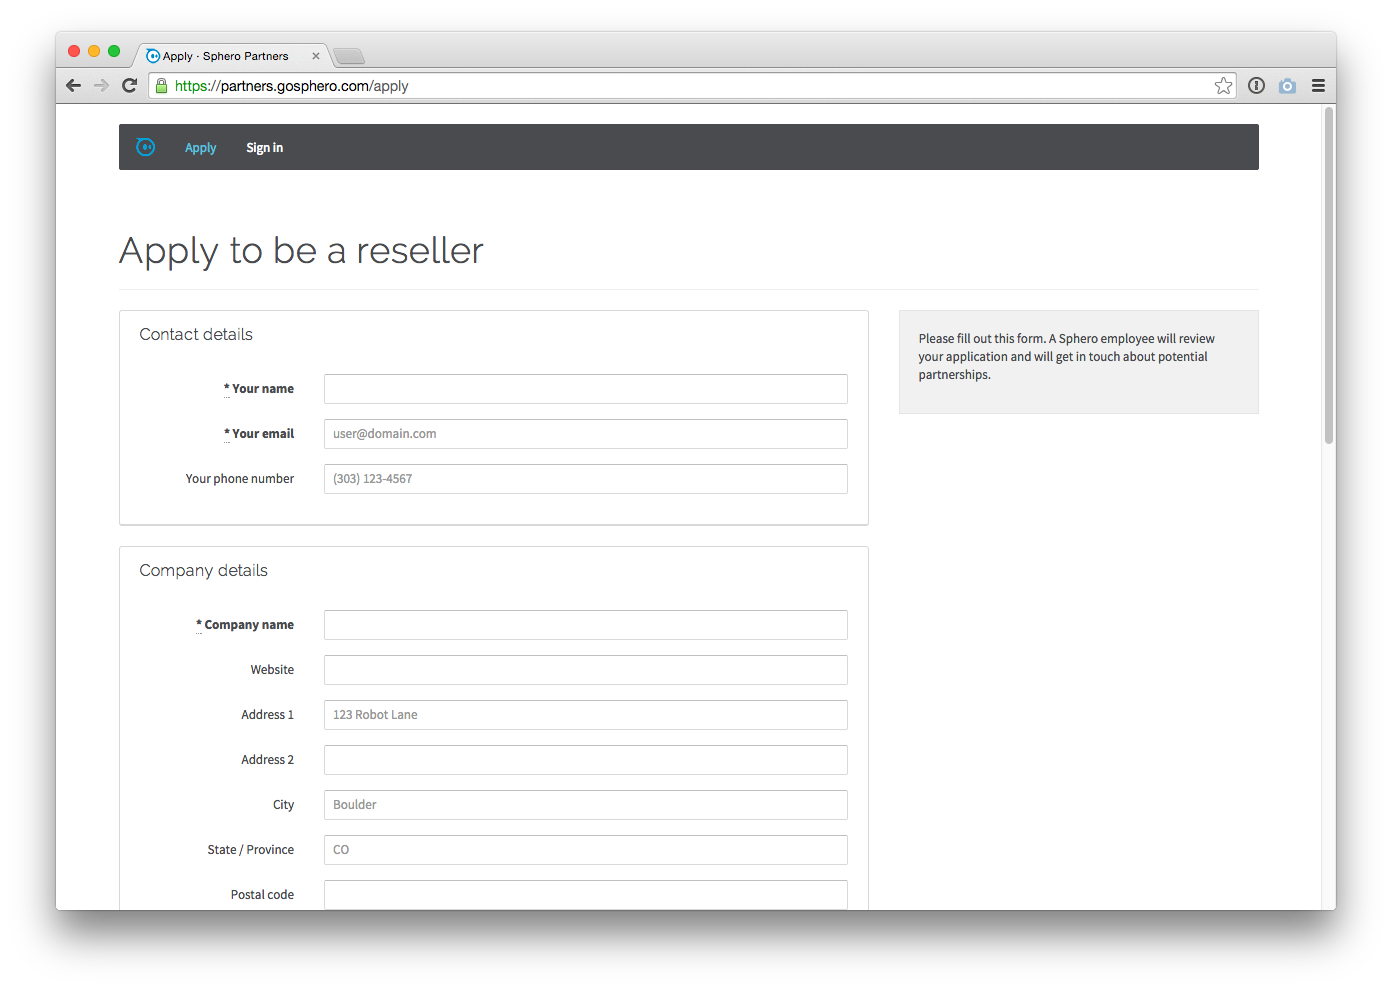 Apply · Sphero Partners
https://partners.gosphero.com/apply
Apply
Sign in
Apply to be a reseller
Contact details
* Your name
* Your email
user@domain.com
Your phone number
(303) 123-4567
Please fill out this form. A Sphero employee will review
your application and will get in touch about potential
partnerships.
Company details
* Company name
Website
Address 1
123 Robot Lane
Address 2
City
Boulder
State / Province
CO
Postal code